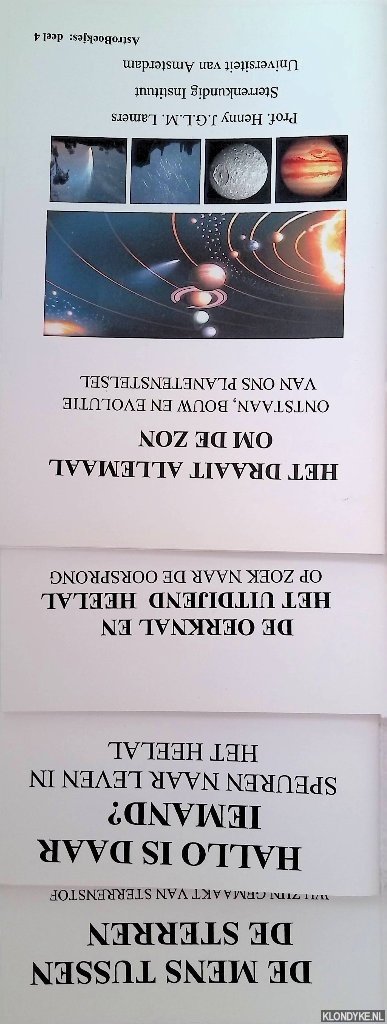 DE MENS TUSSEN
DE STERREN
WIJ ZIJN GEMAAKT VAN STERRENSTOF
HALLO IS DAAR
IEMAND?
SPEUREN NAAR LEVEN IN
HET HEELAL
DE OERKNAL EN
HET UITDIJEND HEELAL
OP ZOEK NAAR DE OORSPRONG
HET DRAAIT ALLEMAAL
OM DE ZON
ONTSTAAN, BOUW EN EVOLUTIE
VAN ONS PLANETENSTELSEL
Prof. Henny J.G.L.M. Lamers
Sterrenkundig Instituut
Universiteit van Amsterdam
AstroBoekjes: deel 4
KLONDYKE.NL